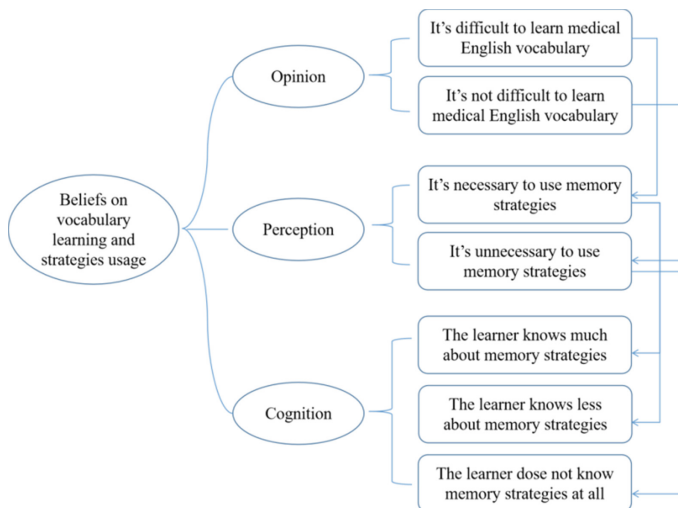 It's difficult to learn medical
English vocabulary
Opinion
It's not difficult to learn
medical English vocabulary
Beliefs on
vocabulary
learning and
strategies usage
Perception
It's necessary to use memory
strategies
It's unnecessary to use
memory strategies
Cognition
The learner knows much
about memory strategies
The learner knows less
about memory strategies
The learner dose not know
memory strategies at all